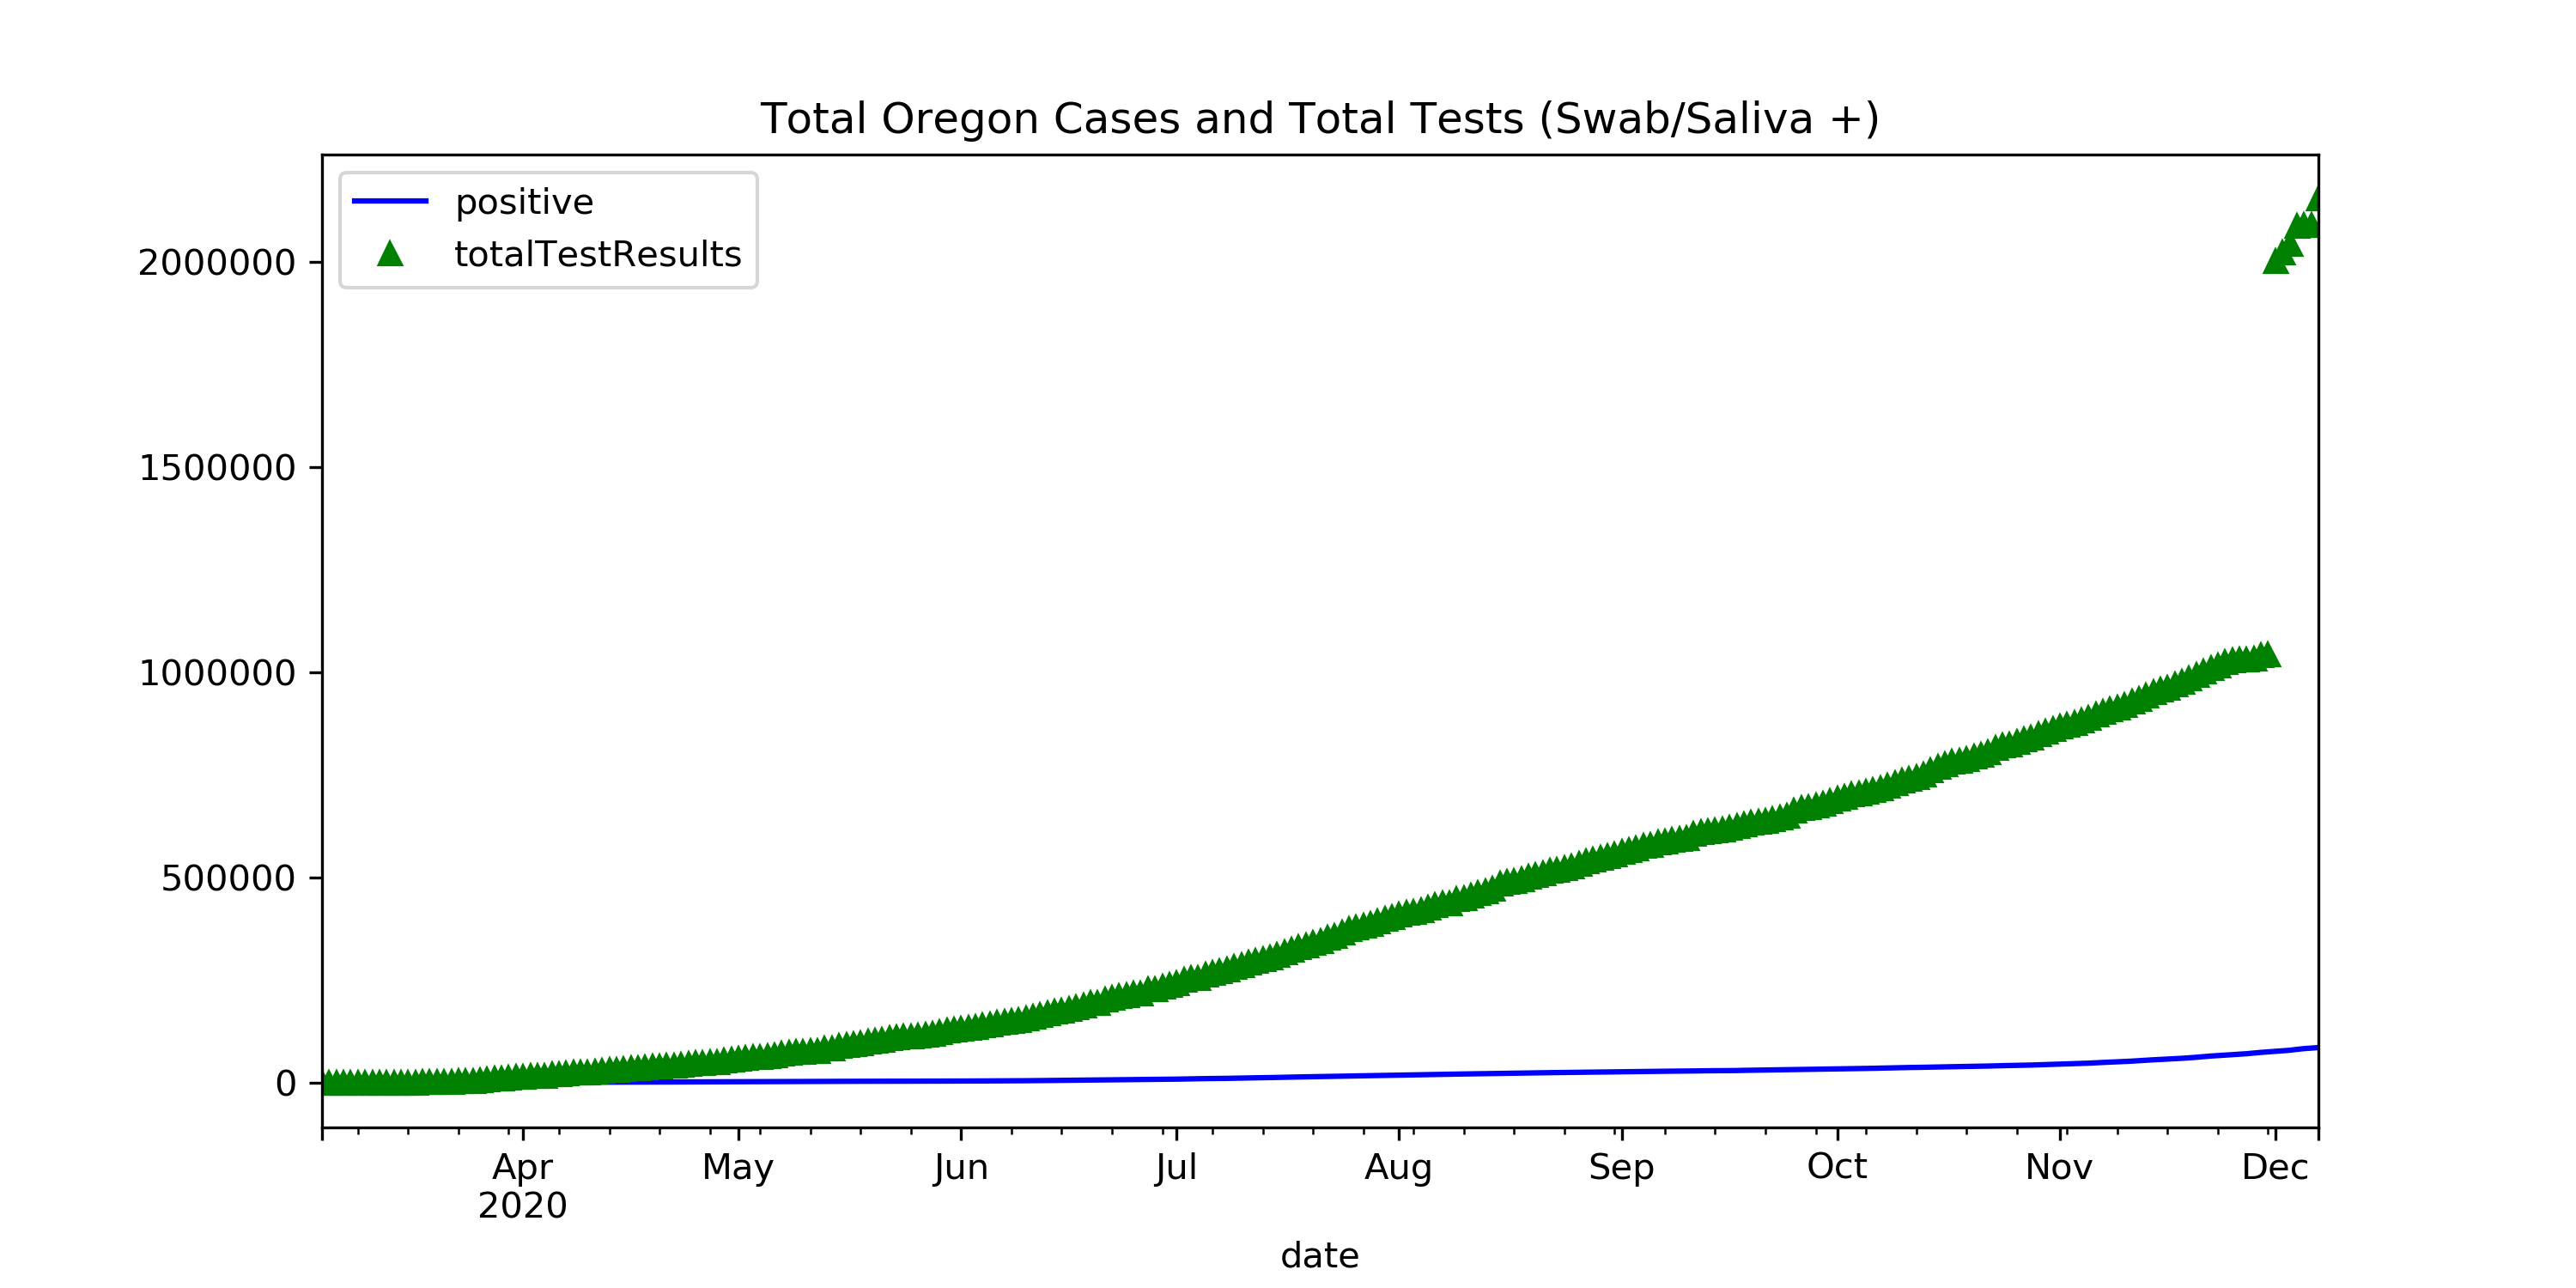 Total Oregon Cases and Total Tests (Swab/Saliva +)
positive
totalTestResults
2000000
1500000
1000000
500000
0
Apr May Jun Jul Aug Sep Oct Nov Dec
2020
date